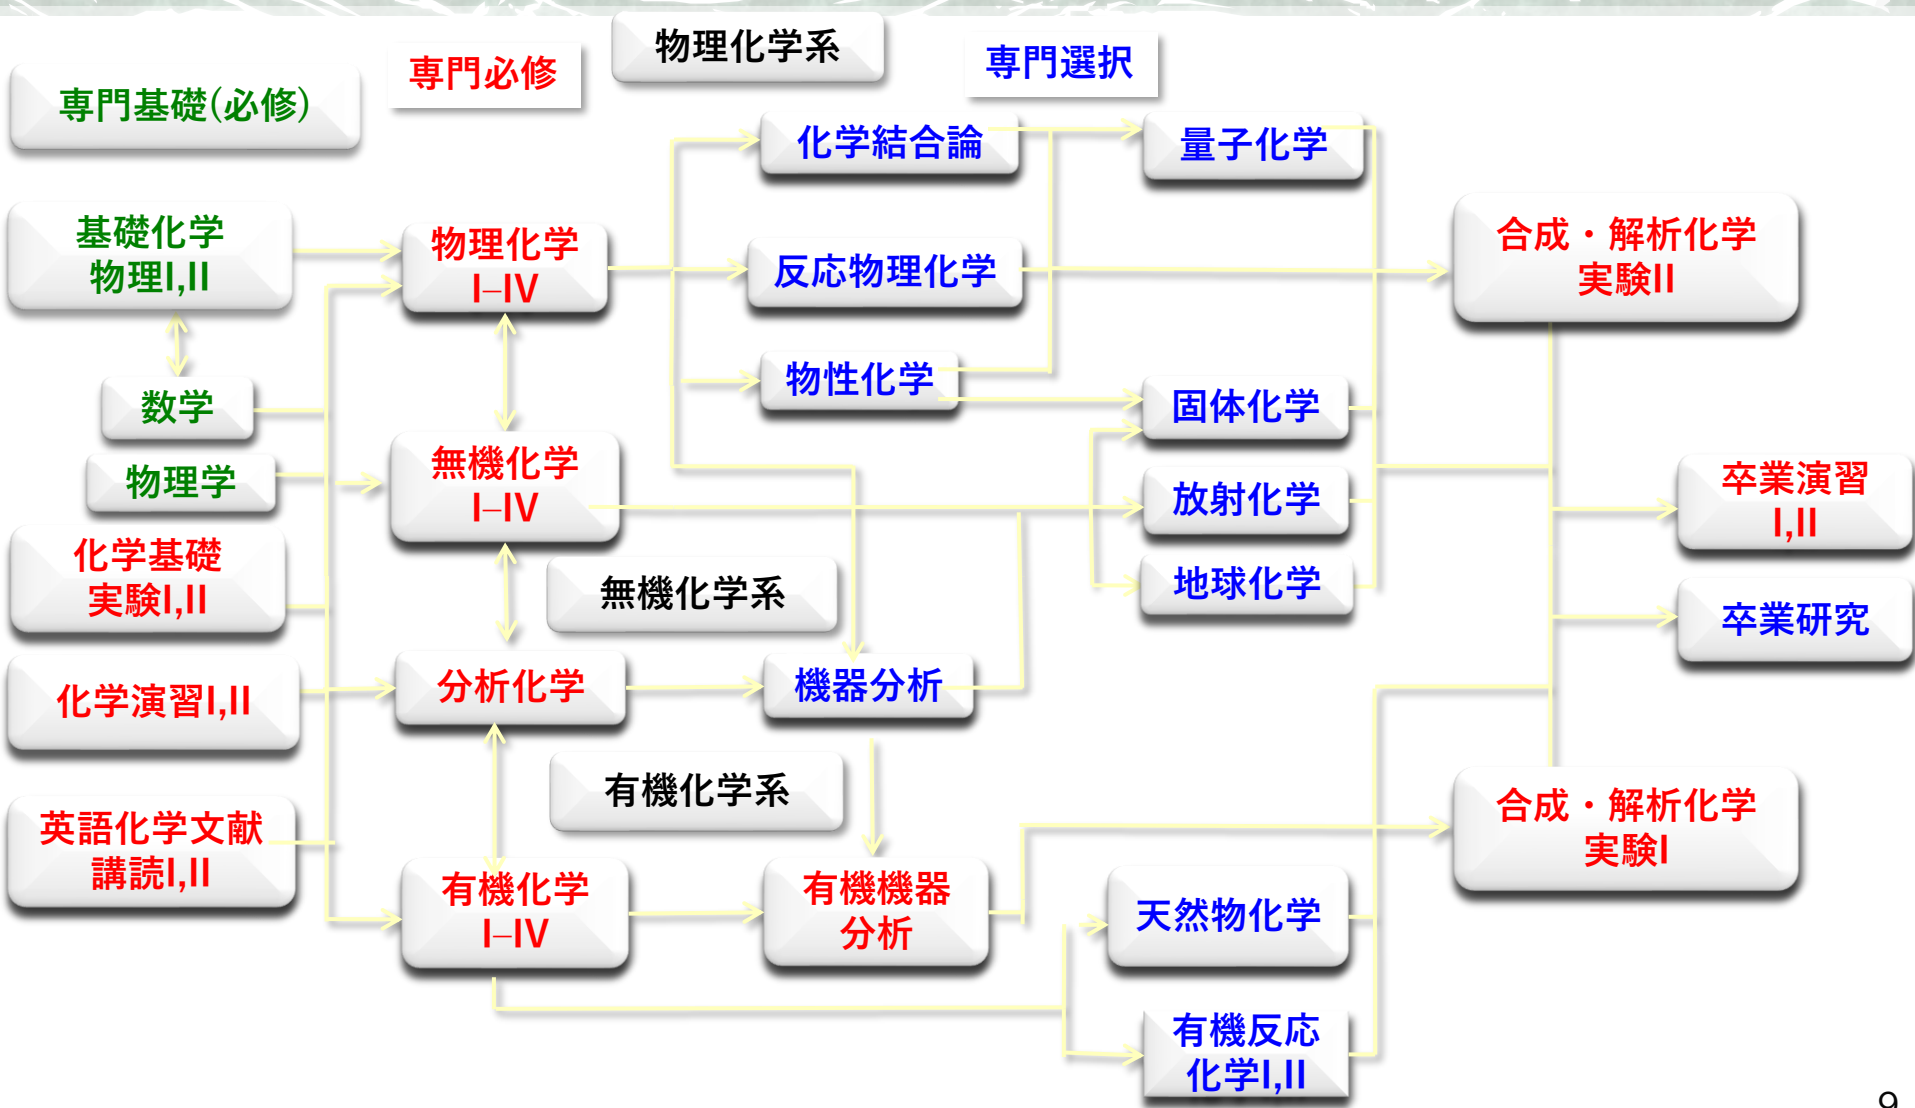 専門基礎(必修)
専門必修
物理化学系
専門選択
化学結合論
量子化学
基礎化学
物理I,II
物理化学
I–IV
反応物理化学
合成・解析化学
実験II
数学
物性化学
固体化学
物理学
無機化学
I–IV
放射化学
卒業演習
I,II
化学基礎
実験I,II
無機化学系
地球化学
卒業研究
化学演習I,II
分析化学
機器分析
有機化学系
英語化学文献
講読I,II
合成・解析化学
実験I
有機化学
I–IV
有機機器
分析
天然物化学
有機反応
化学I,II
9